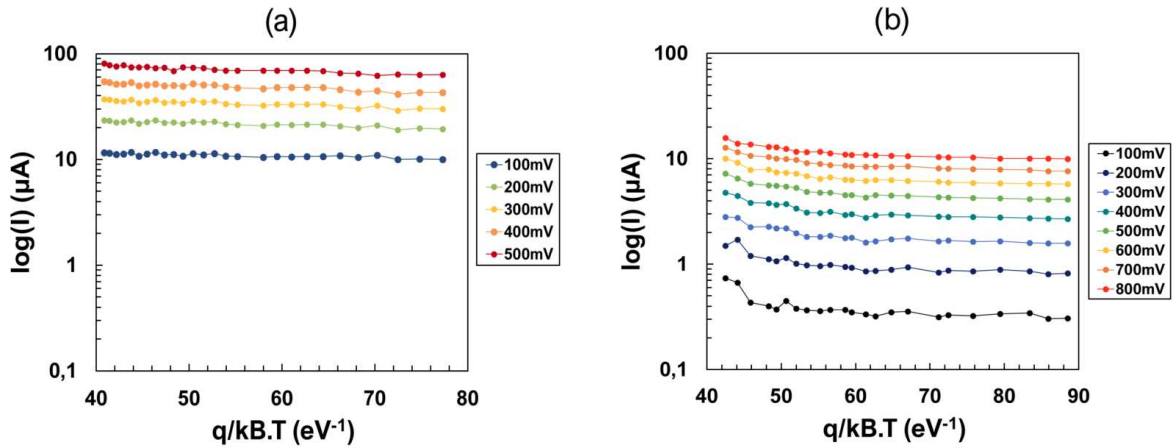 (a)
100
10
1
0,1
log(I) (µA)
40 50 60 70 80
q/kB.T (eV-1)
100mV
200mV
300mV
400mV
500mV
(b)
100
10
1
0,1
log(I) (µA)
40 50 60 70 80 90
q/kB.T (eV-1)
100mV
200mV
300mV
400mV
500mV
600mV
700mV
800mV